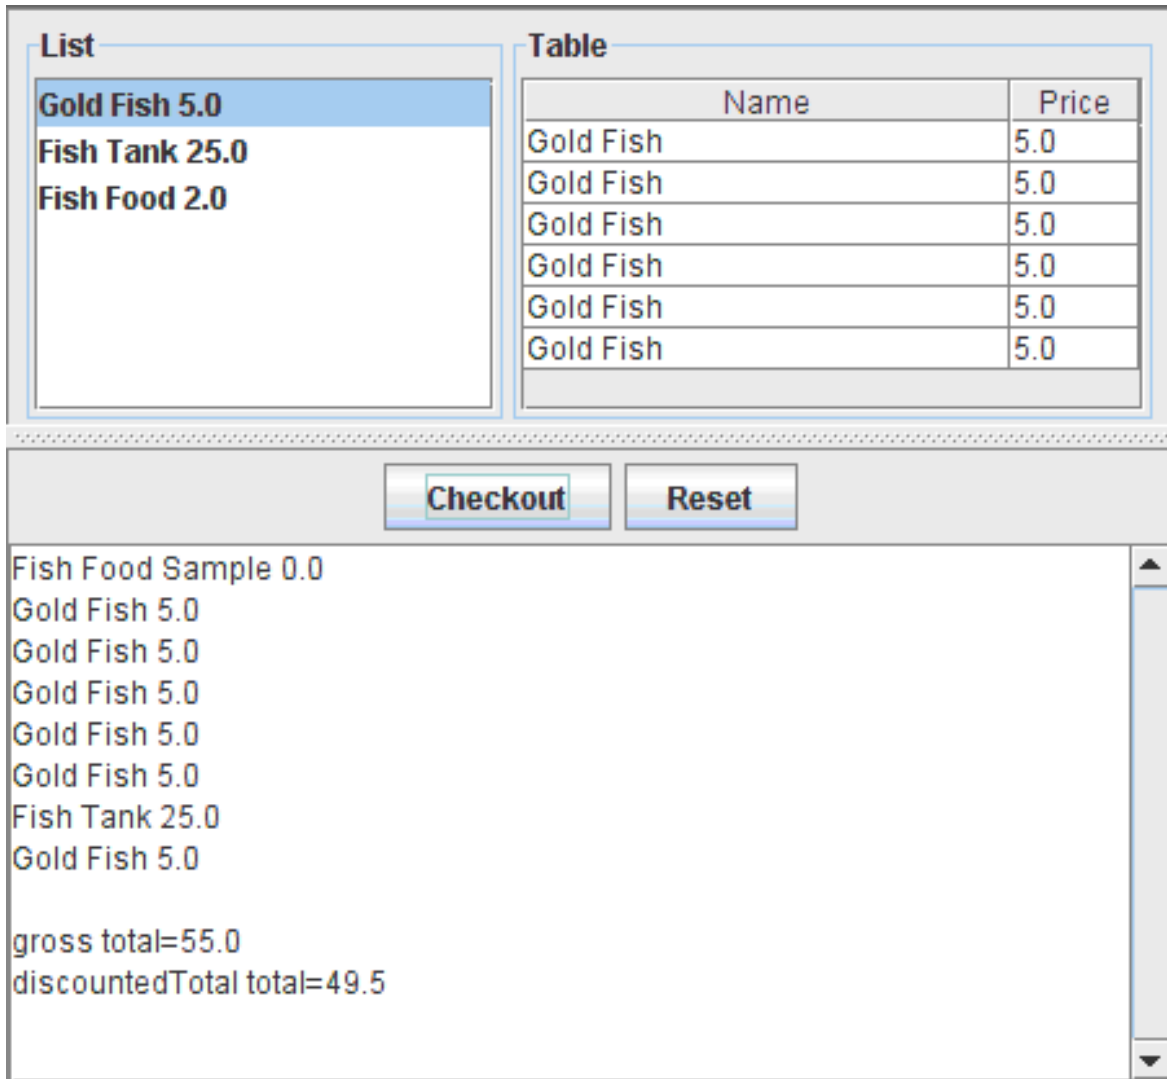 List
Gold Fish 5.0
Fish Tank 25.0
Fish Food 2.0
Table
Name Price
Gold Fish 5.0
Gold Fish 5.0
Gold Fish 5.0
Gold Fish 5.0
Gold Fish 5.0
Gold Fish 5.0
Checkout Reset
Fish Food Sample 0.0
Gold Fish 5.0
Gold Fish 5.0
Gold Fish 5.0
Gold Fish 5.0
Gold Fish 5.0
Fish Tank 25.0
Gold Fish 5.0
gross total=55.0
discountedTotal total=49.5